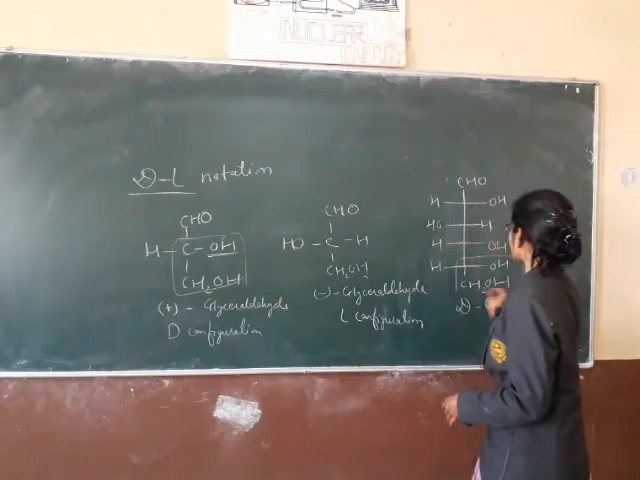 NUCLEAR
ENERGY
D-L notation
CHO
H-C-OH
CH2OH
(+)- Glyceraldehyde
D configuration
CHO
HO-C-H
CH2OH
(-)-Glyceraldehyde
L configuration
CHO
H OH
HO H
H OH
H OH
CH2OH
D-